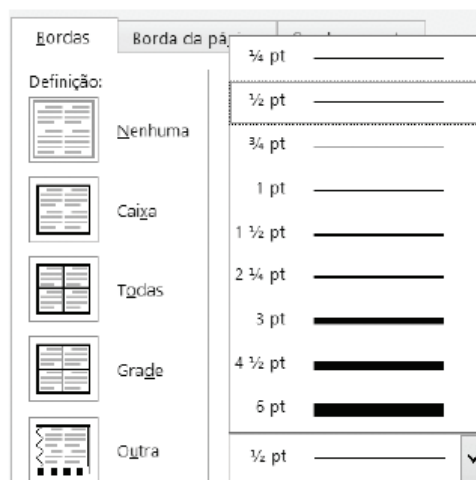 Bordas
Borda da pá
Definição:
Nenhuma
Caixa
Todas
Grade
Outra
¼ pt
½ pt
¾ pt
1 pt
1 ½ pt
2 ¼ pt
3 pt
4 ½ pt
6 pt
½ pt